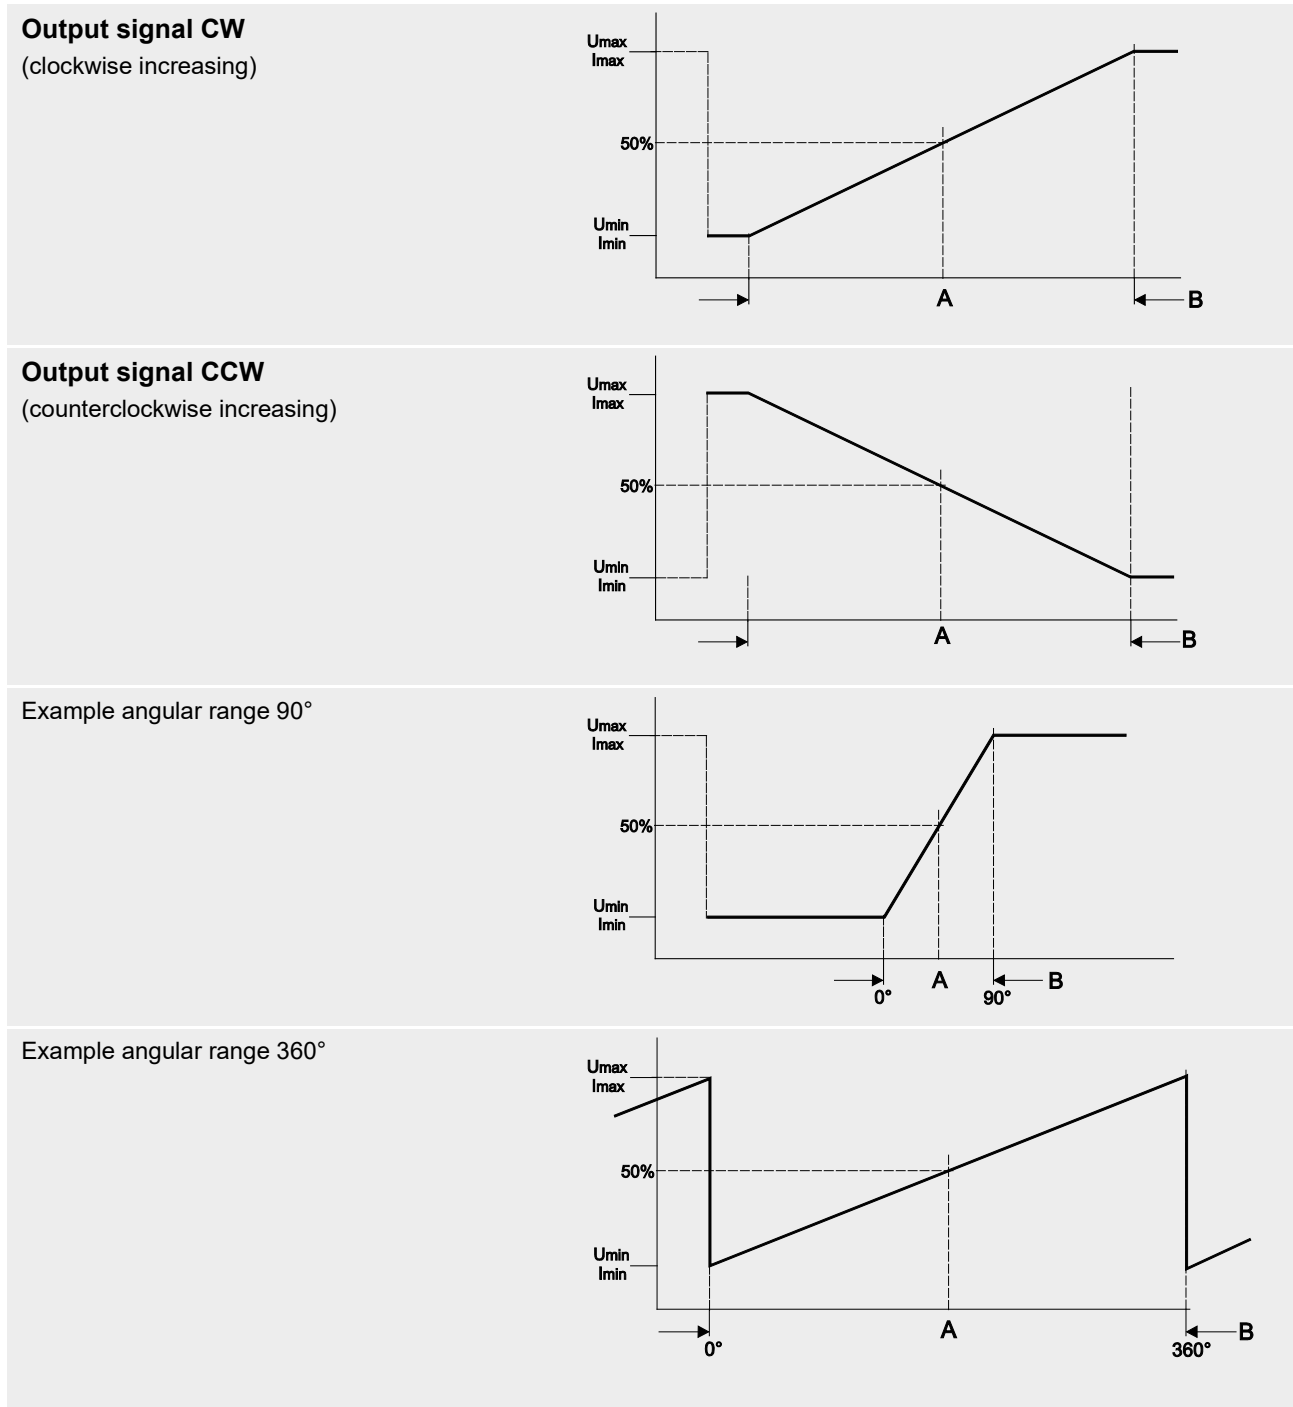 Output signal CW
(clockwise increasing)
Umax
Imax
50%
Umin
Imin
A
B
Output signal CCW
(counterclockwise increasing)
Umax
Imax
50%
Umin
Imin
A
B
Example angular range 90°
Umax
Imax
50%
Umin
Imin
A
B
0°
90°
Example angular range 360°
Umax
Imax
50%
Umin
Imin
A
B
0°
360°